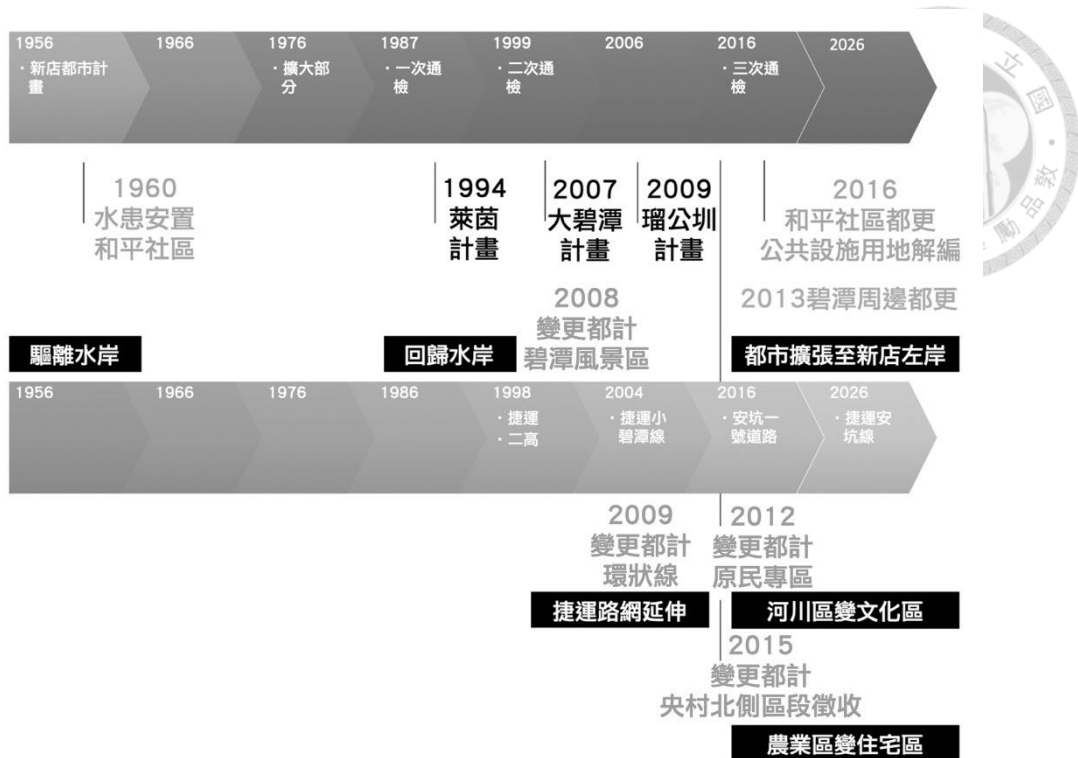 1956
1966
1976
1987
1999
2006
2016
2026
·新店都市計
畫
·擴大部
分
·一次通
檢
·二次通
檢
·三次通
檢
1960
水患安置
和平社區
1994
萊茵
計畫
2007
大碧潭
計畫
2009
瑠公圳
計畫
2016
和平社區都更
公共設施用地解編
2008
變更都計
碧潭風景區
2013碧潭周邊都更
驅離水岸
回歸水岸
都市擴張至新店左岸
1956
1966
1976
1986
1998
2004
2016
2026
·捷運
·二高
·捷運小
碧潭線
·安坑一
號道路
·捷運安
坑線
2009
變更都計
環狀線
2012
變更都計
原民專區
捷運路網延伸
河川區變文化區
2015
變更都計
央村北側區段徵收
農業區變住宅區
立
國
敦
品
勵